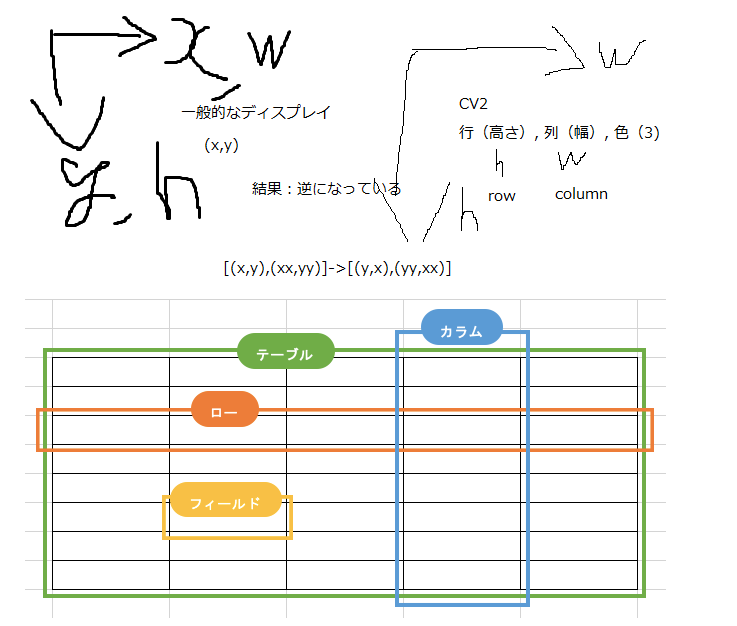 x, w
w
一般的なディスプレイ
(x,y)
CV2
行（高さ）, 列（幅）, 色（3）
h w
row column
y, h
結果：逆になっている
h
[(x,y),(xx,yy)]->[(y,x),(yy,xx)]
カラム
テーブル
ロー
フィールド